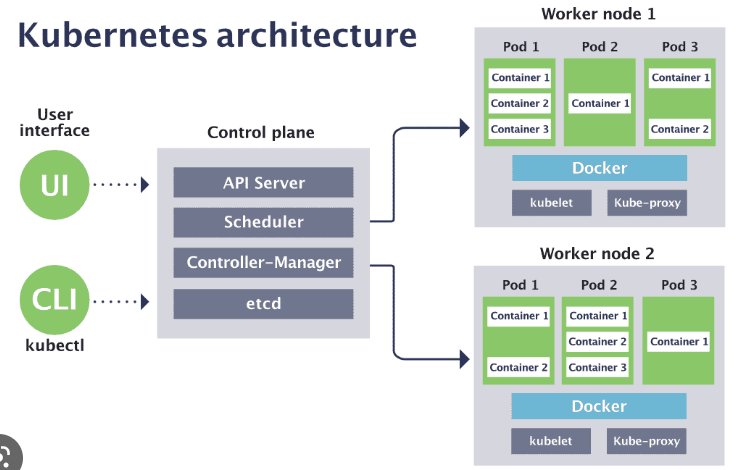 Kubernetes architecture
User
interface
UI
CLI
kubectl
Control plane
API Server
Scheduler
Controller-Manager
etcd
Worker node 1
Pod 1
Container 1
Container 2
Container 3
Pod 2
Container 1
Pod 3
Container 1
Container 2
Docker
kubelet
Kube-proxy
Worker node 2
Pod 1
Container 1
Container 2
Pod 2
Container 1
Container 2
Container 3
Pod 3
Container 1
Docker
kubelet
Kube-proxy